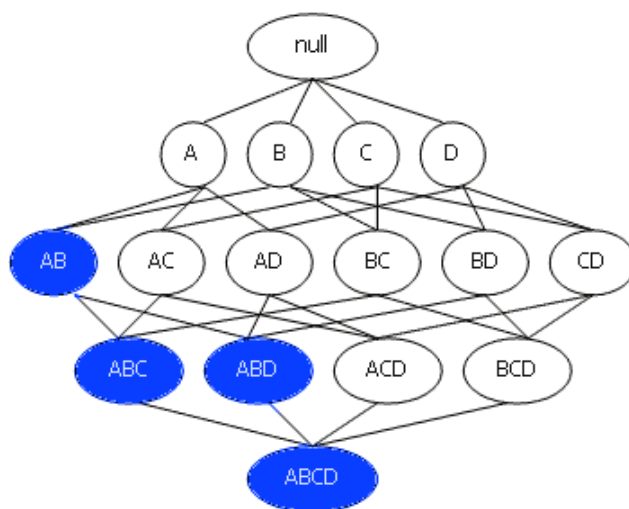 null
A B C D
AB AC AD BC BD CD
ABC ABD ACD BCD
ABCD